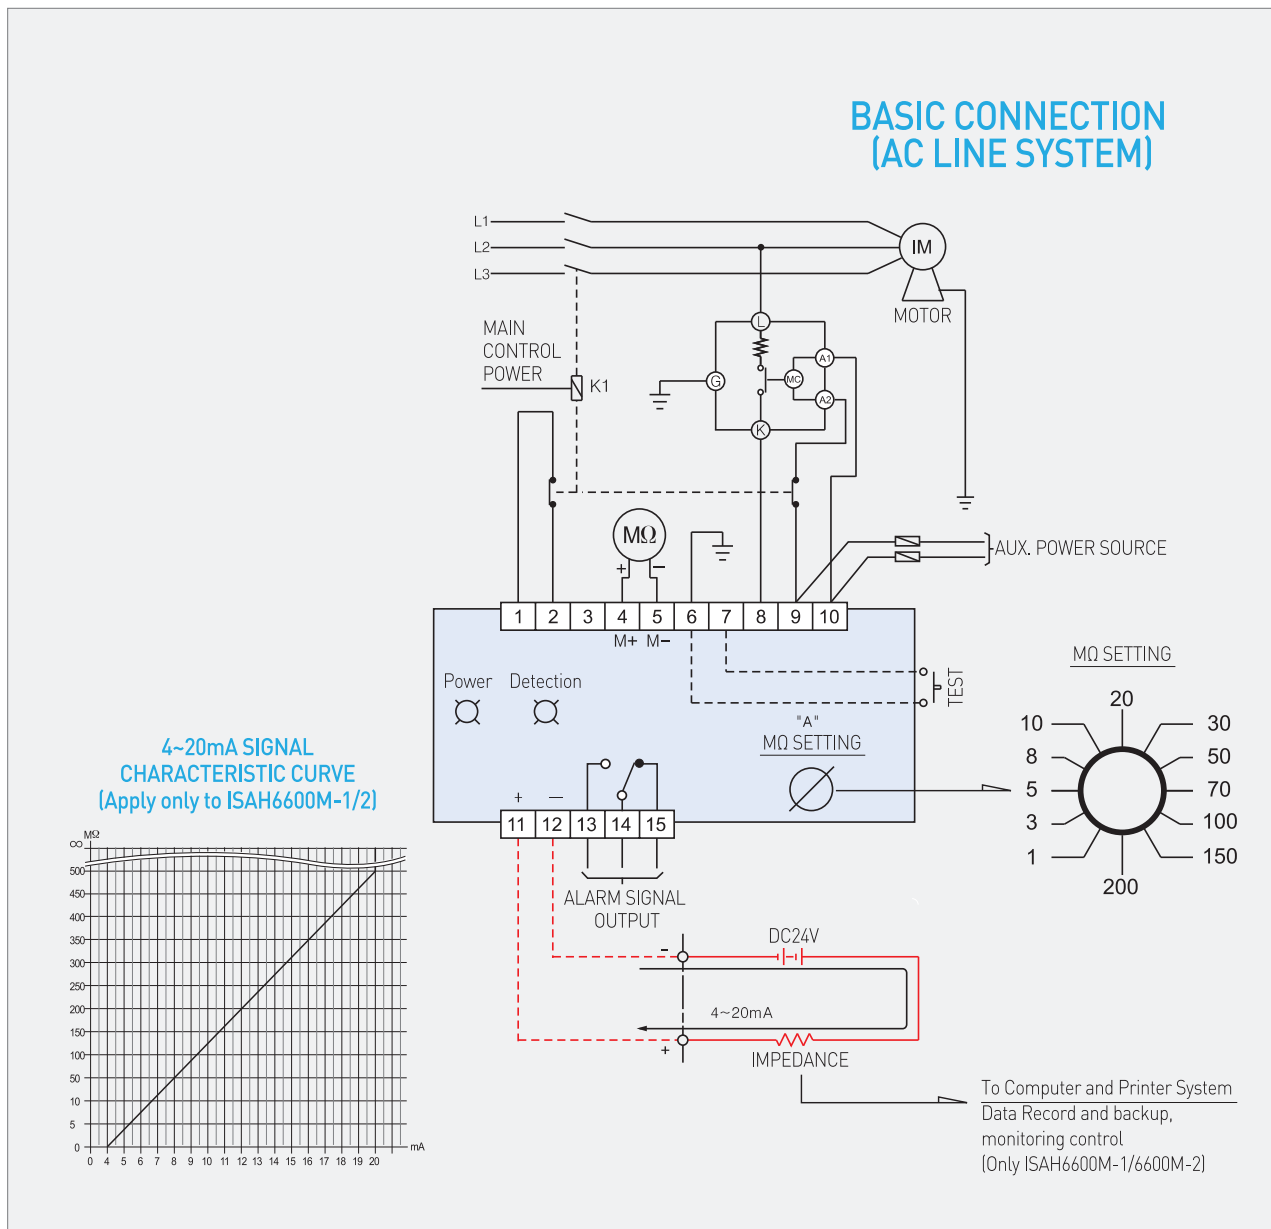 BASIC CONNECTION
(AC LINE SYSTEM)
L1
L2
L3
IM
MOTOR
MAIN
CONTROL
POWER
K1
L
G
MC
A1
A2
K
MΩ
+
−
AUX. POWER SOURCE
1 2 3 4 5 6 7 8 9 10
M+ M−
Power Detection
TEST
"A"
MΩ SETTING
+ −
11 12 13 14 15
ALARM SIGNAL
OUTPUT
MΩ SETTING
20
10 30
8 50
5 70
3 100
1 150
200
4~20mA SIGNAL
CHARACTERISTIC CURVE
(Apply only to ISAH6600M-1/2)
MΩ
∞
500
450
400
350
300
250
200
150
100
50
10
5
0
mA
0 4 5 6 7 8 9 10 11 12 13 14 15 16 17 18 19 20
DC24V
-
4~20mA
+
IMPEDANCE
To Computer and Printer System
Data Record and backup,
monitoring control
(Only ISAH6600M-1/6600M-2)